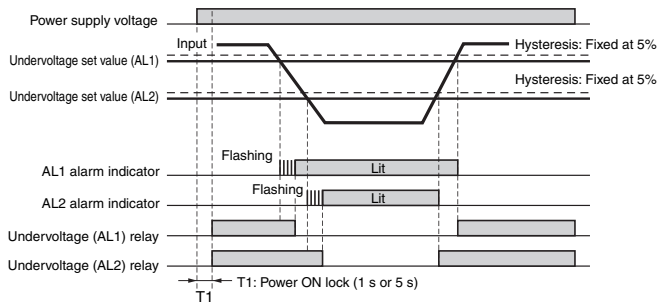 Power supply voltage
Input
Hysteresis: Fixed at 5%
Undervoltage set value (AL1)
Hysteresis: Fixed at 5%
Undervoltage set value (AL2)
Flashing
AL1 alarm indicator
Lit
Flashing
AL2 alarm indicator
Lit
Undervoltage (AL1) relay
Undervoltage (AL2) relay
T1: Power ON lock (1 s or 5 s)
T1